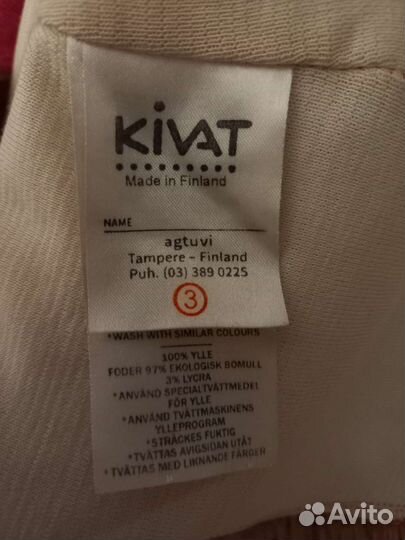 KIVAT
Made in Finland
NAME
agtuvi
Tampere – Finland
Puh. (03) 389 0225
3
*WASH WITH SIMILAR COLOURS
100% YLLE
FODER 97% EKOLOGISK BOMULL
3% LYCRA
*ANVÄND SPECIALTVÄTTMEDEL
FÖR YLLE
*ANVÄND TVÄTTMASKINENS
YLLEPROGRAM
*STRÄCKES FUKTIG
*TVÄTTAS AVIGSIDAN UTÅT
*TVÄTTAS MED LIKNANDE FÄRGER
Avito